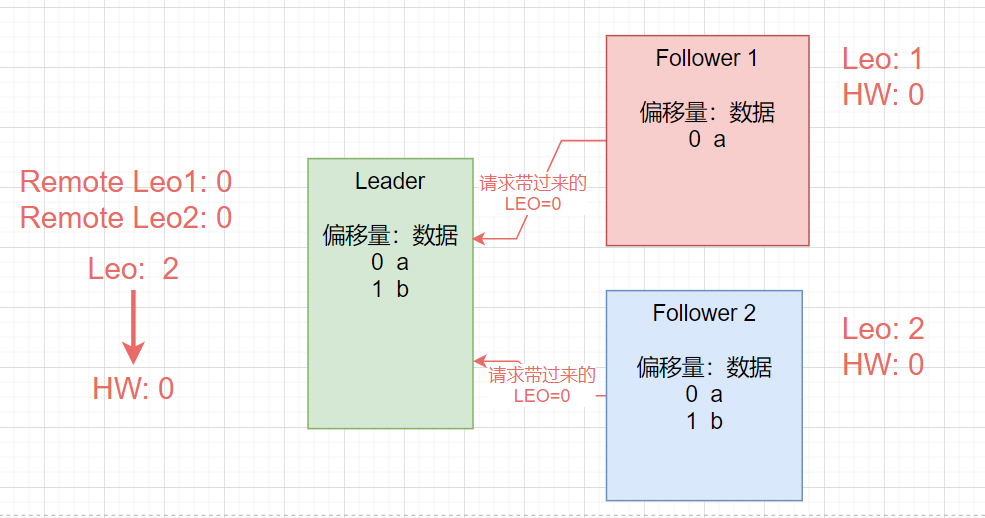 Remote Leo1: 0
Remote Leo2: 0
Leo: 2
HW: 0
Leader
偏移量：数据
0 a
1 b
请求带过来的
LEO=0
请求带过来的
LEO=0
Follower 1
偏移量：数据
0 a
Leo: 1
HW: 0
Follower 2
偏移量：数据
0 a
1 b
Leo: 2
HW: 0